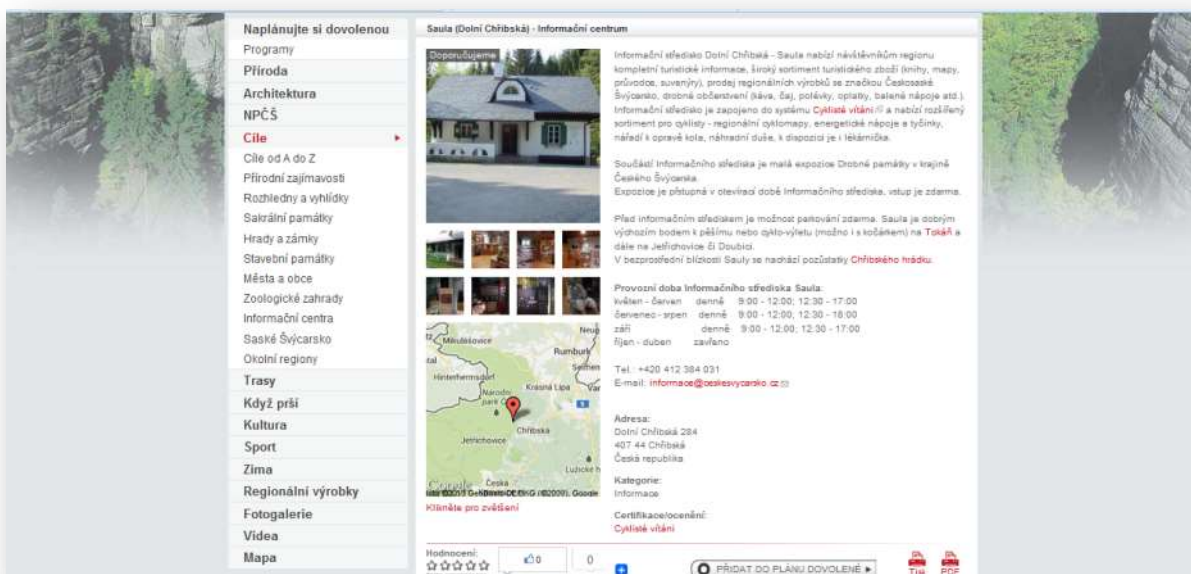 Naplánujte si dovolenou
Programy
Příroda
Architektura
NPČŠ
Cíle
Cíle od A do Z
Přírodní zajímavosti
Rozhledny a vyhlídky
Sakrální památky
Hrady a zámky
Stavební památky
Města a obce
Zoologické zahrady
Informační centra
Saské Švýcarsko
Okolní regiony
Trasy
Když prší
Kultura
Sport
Zima
Regionální výrobky
Fotogalerie
Videa
Mapa
Saula (Dolní Chřibská) - Informační centrum
Doporučujeme
Mikulášovice
Rumburk
Hinterhermsdorf
Krásná Lípa
Národní
park
Chřibská
Jetřichovice
Lužické h
Česká
Google
Klikněte pro zvětšení
Informační středisko Dolní Chřibská - Saula nabízí návštěvníkům regionu
kompletní turistické informace, široký sortiment turistického zboží (knihy, mapy,
průvodce, suvenýry), prodej regionálních výrobků se značkou Českosaské
Švýcarsko, drobné občerstvení (káva, čaj, polévky, oplatky, balené nápoje atd.).
Informační středisko je zapojeno do systému Cyklisté vítáni a nabízí rozšířený
sortiment pro cyklisty - regionální cyklomapy, energetické nápoje a tyčinky,
nářadí k opravě kola, náhradní duše, k dispozici je i lékárnička.
Součástí Informačního střediska je malá expozice Drobné památky v krajině
Českého Švýcarska.
Expozice je přístupná v otevírací době Informačního střediska, vstup je zdarma.
Před informačním střediskem je možnost parkování zdarma. Saula je dobrým
výchozím bodem k pěšímu nebo cyklo-výletu (možno i s kočárkem) na Tokáň a
dále na Jetřichovice či Doubici.
V bezprostřední blízkosti Sauly se nachází pozůstatky Chřibského hrádku.
Provozní doba Informačního střediska Saula:
květen - červen denně 9:00 - 12:00; 12:30 - 17:00
červenec - srpen denně 9:00 - 12:00; 12:30 - 18:00
září denně 9:00 - 12:00; 12:30 - 17:00
říjen - duben zavřeno
Tel.: +420 412 384 031
E-mail: informace@ceskesvycarsko.cz
Adresa:
Dolní Chřibská 284
407 44 Chřibská
Česká republika
Kategorie:
Informace
Certifikace/ocenění:
Cyklisté vítáni
Hodnocení:
0
0
PŘIDAT DO PLÁNU DOVOLENÉ
Tisk
PDF